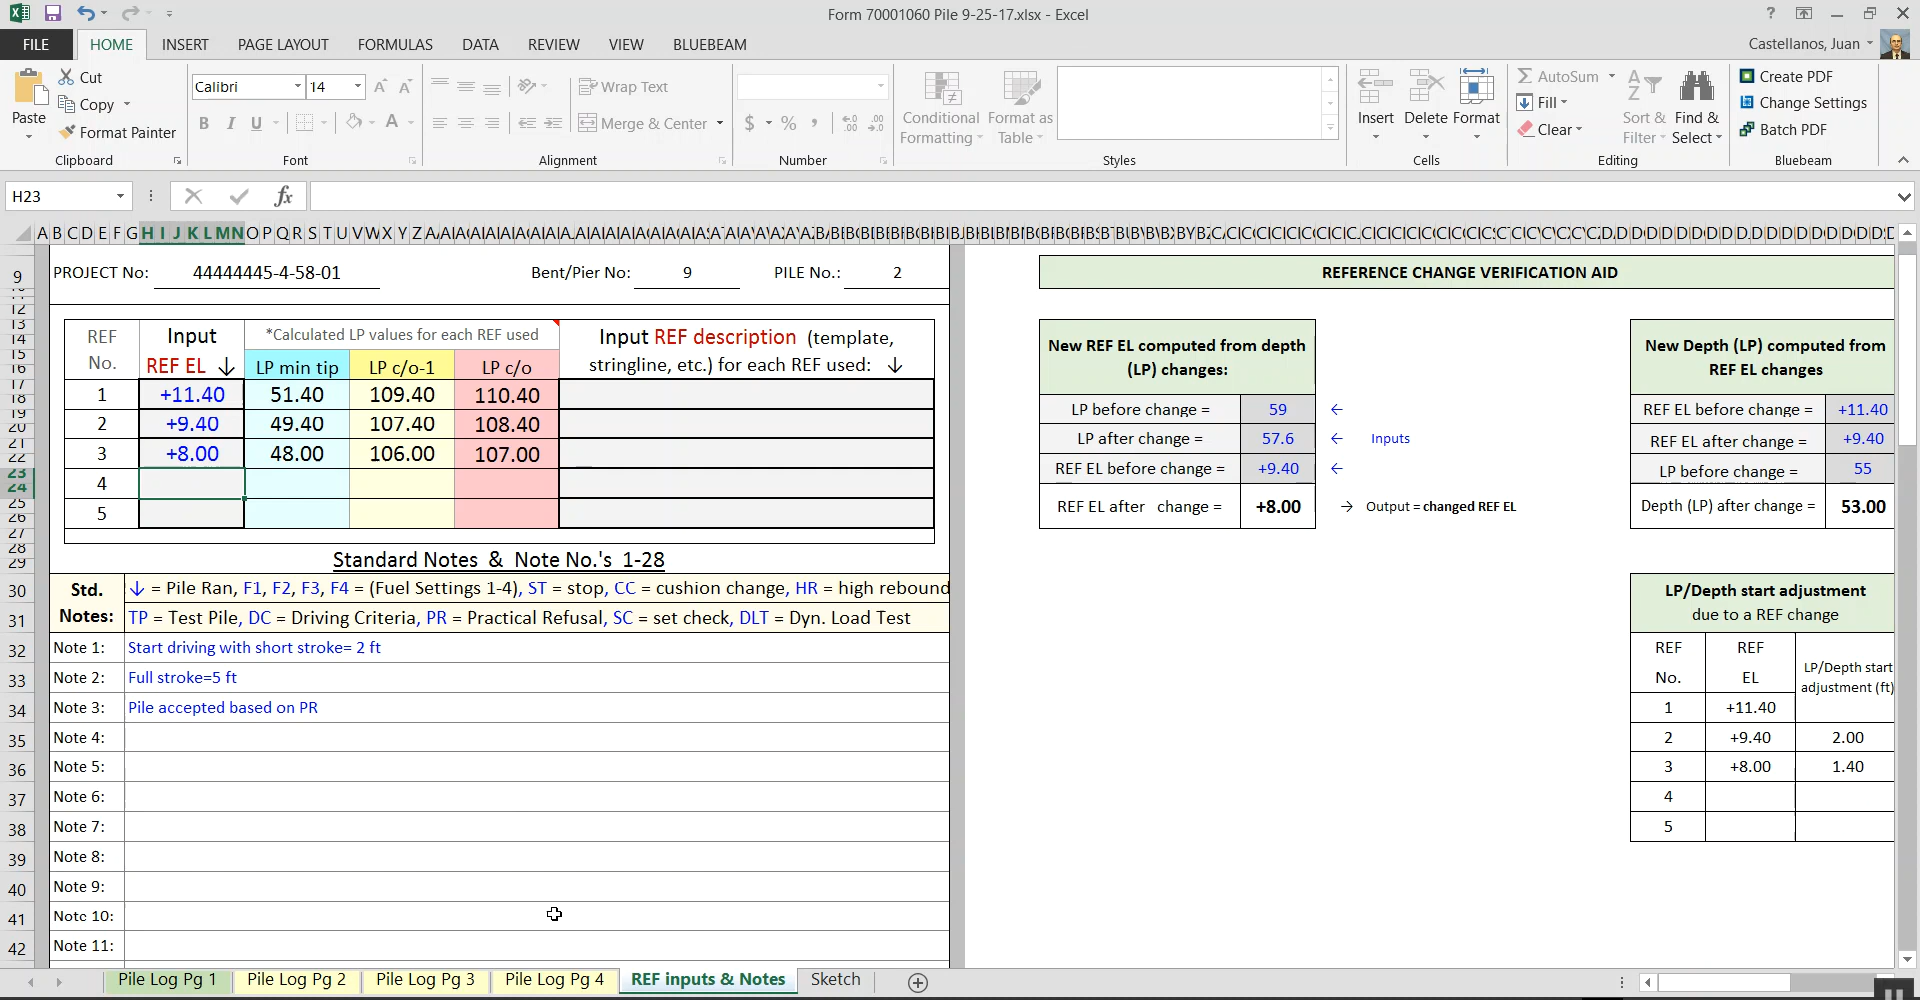 Form 70001060 Pile 9-25-17.xlsx - Excel
FILE HOME INSERT PAGE LAYOUT FORMULAS DATA REVIEW VIEW BLUEBEAM
Castellanos, Juan
Paste
Cut
Copy
Format Painter
Clipboard
Calibri 14
B I U
Font
Wrap Text
Merge & Center
Alignment
$ % ,
Number
Conditional Formatting
Format as Table
Styles
Insert Delete Format
Cells
AutoSum
Fill
Clear
Sort & Filter
Find & Select
Editing
Create PDF
Change Settings
Batch PDF
Bluebeam
H23
fx
PROJECT No: 44444445-4-58-01 Bent/Pier No: 9 PILE No.: 2
REF No.
Input REF EL ↓
*Calculated LP values for each REF used
LP min tip LP c/o-1 LP c/o
Input REF description (template, stringline, etc.) for each REF used: ↓
1 +11.40 51.40 109.40 110.40
2 +9.40 49.40 107.40 108.40
3 +8.00 48.00 106.00 107.00
4
5
Standard Notes & Note No.'s 1-28
Std. Notes:
↓ = Pile Ran, F1, F2, F3, F4 = (Fuel Settings 1-4), ST = stop, CC = cushion change, HR = high rebound
TP = Test Pile, DC = Driving Criteria, PR = Practical Refusal, SC = set check, DLT = Dyn. Load Test
Note 1: Start driving with short stroke= 2 ft
Note 2: Full stroke=5 ft
Note 3: Pile accepted based on PR
Note 4:
Note 5:
Note 6:
Note 7:
Note 8:
Note 9:
Note 10:
Note 11:
REFERENCE CHANGE VERIFICATION AID
New REF EL computed from depth
(LP) changes:
LP before change = 59 ←
LP after change = 57.6 ← Inputs
REF EL before change = +9.40 ←
REF EL after change = +8.00 → Output = changed REF EL
New Depth (LP) computed from
REF EL changes
REF EL before change = +11.40
REF EL after change = +9.40
LP before change = 55
Depth (LP) after change = 53.00
LP/Depth start adjustment
due to a REF change
REF No.
REF EL
LP/Depth start
adjustment (ft)
1 +11.40
2 +9.40 2.00
3 +8.00 1.40
4
5
Pile Log Pg 1 Pile Log Pg 2 Pile Log Pg 3 Pile Log Pg 4 REF inputs & Notes Sketch